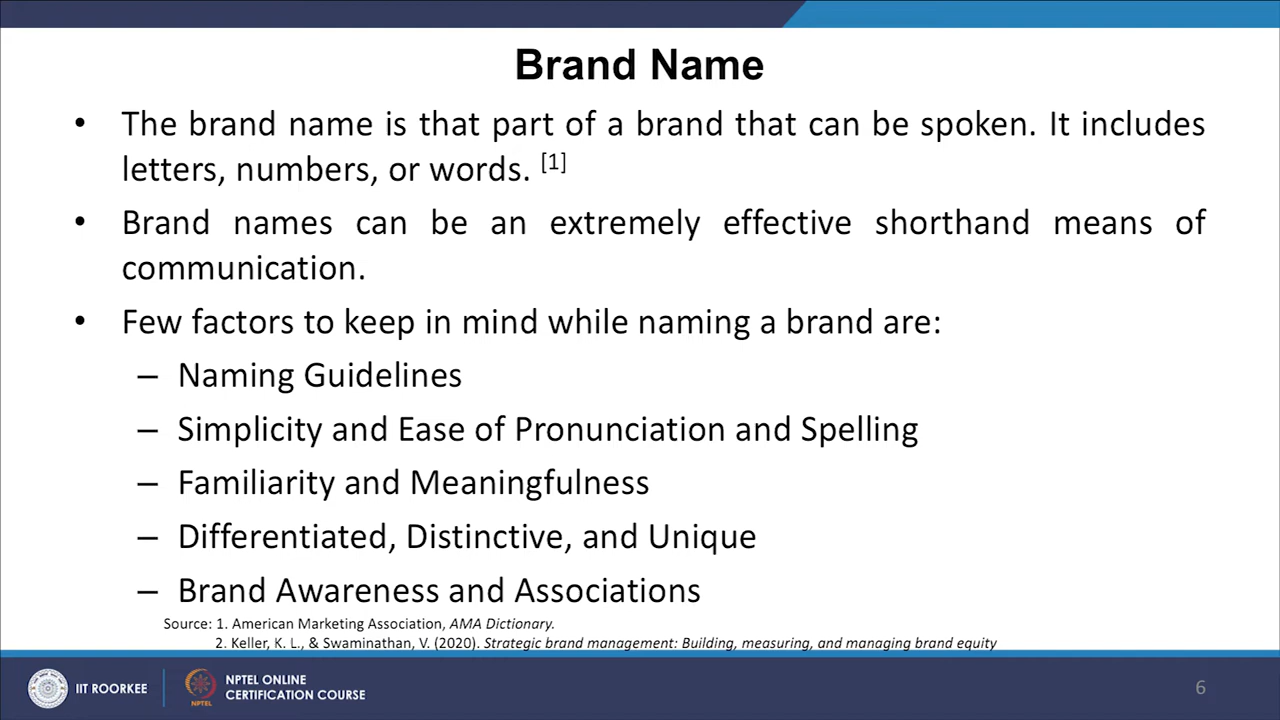 Brand Name
• The brand name is that part of a brand that can be spoken. It includes
letters, numbers, or words. [1]
• Brand names can be an extremely effective shorthand means of
communication.
• Few factors to keep in mind while naming a brand are:
– Naming Guidelines
– Simplicity and Ease of Pronunciation and Spelling
– Familiarity and Meaningfulness
– Differentiated, Distinctive, and Unique
– Brand Awareness and Associations
Source: 1. American Marketing Association, AMA Dictionary.
2. Keller, K. L., & Swaminathan, V. (2020). Strategic brand management: Building, measuring, and managing brand equity
IIT ROORKEE
NPTEL
NPTEL ONLINE
CERTIFICATION COURSE
6